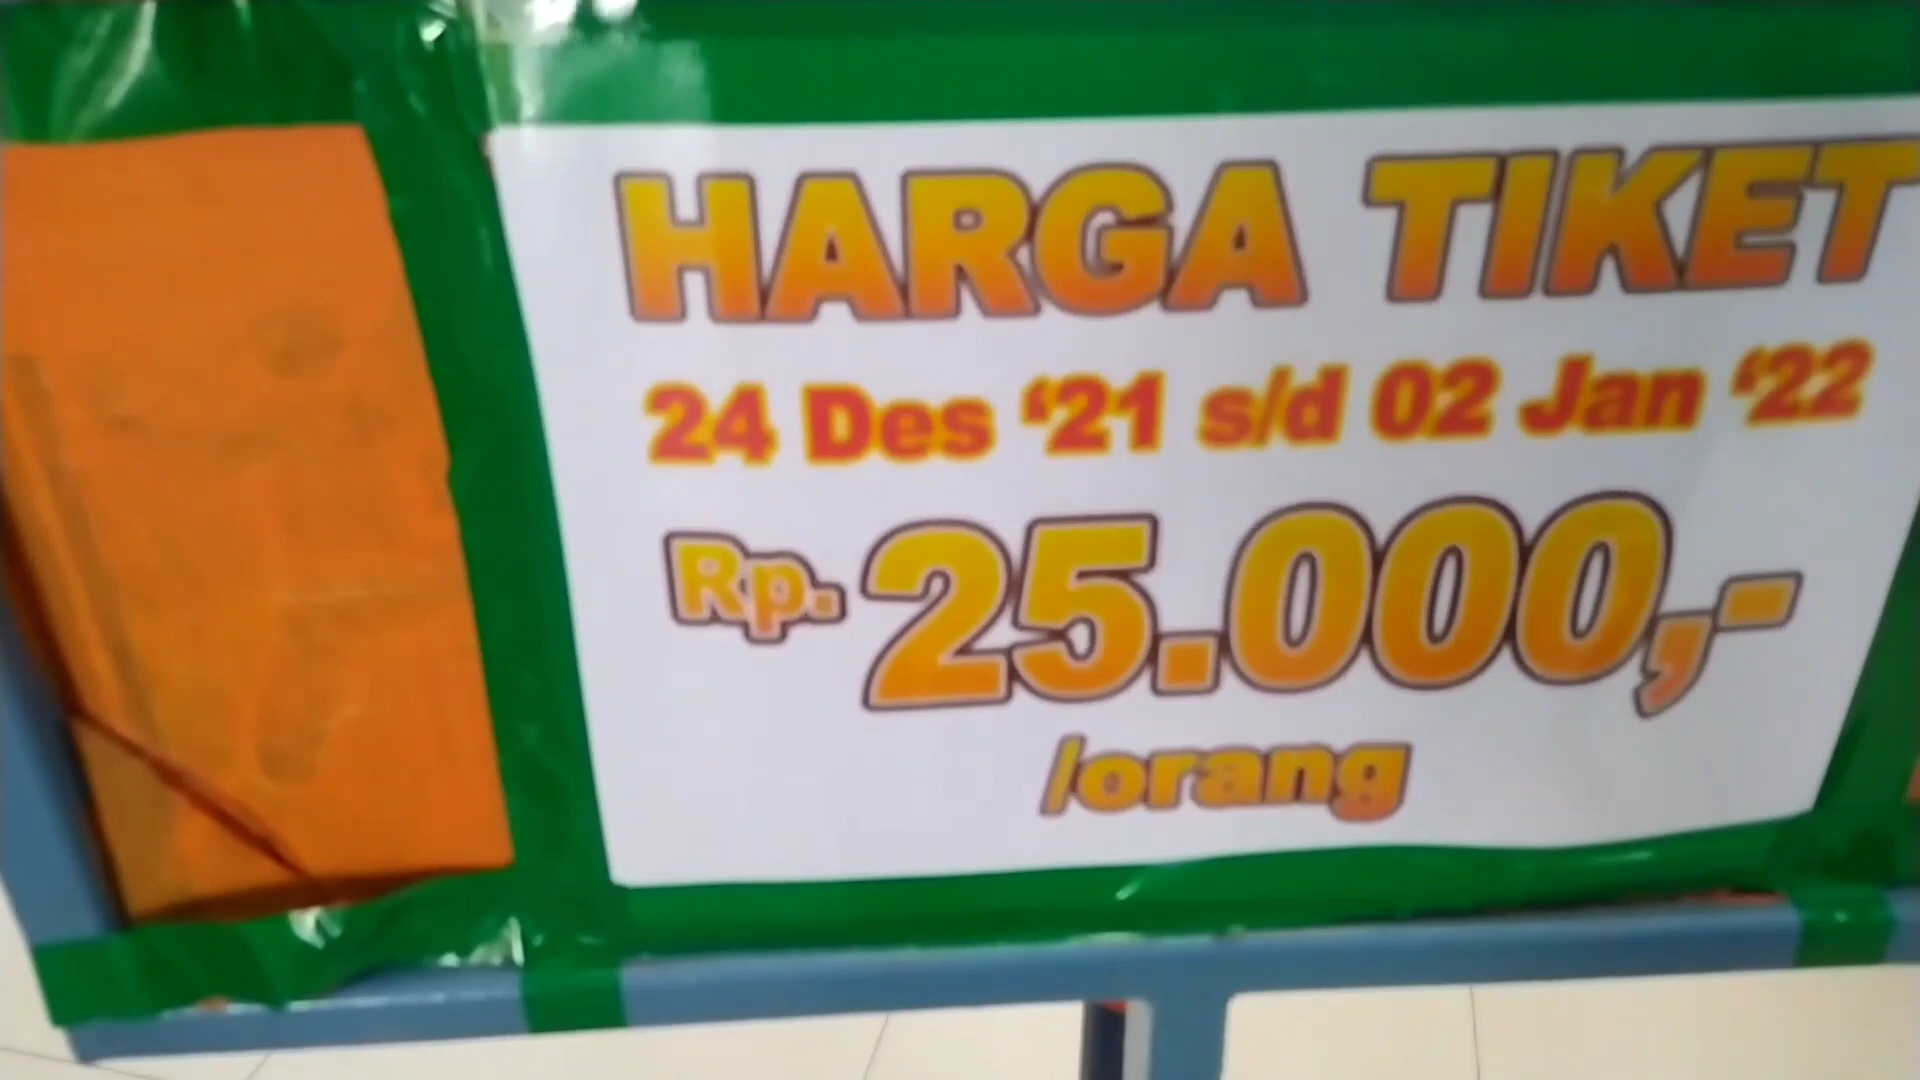 HARGA TIKET
24 Des ‘21 s/d 02 Jan ‘22
Rp. 25.000,-
/orang